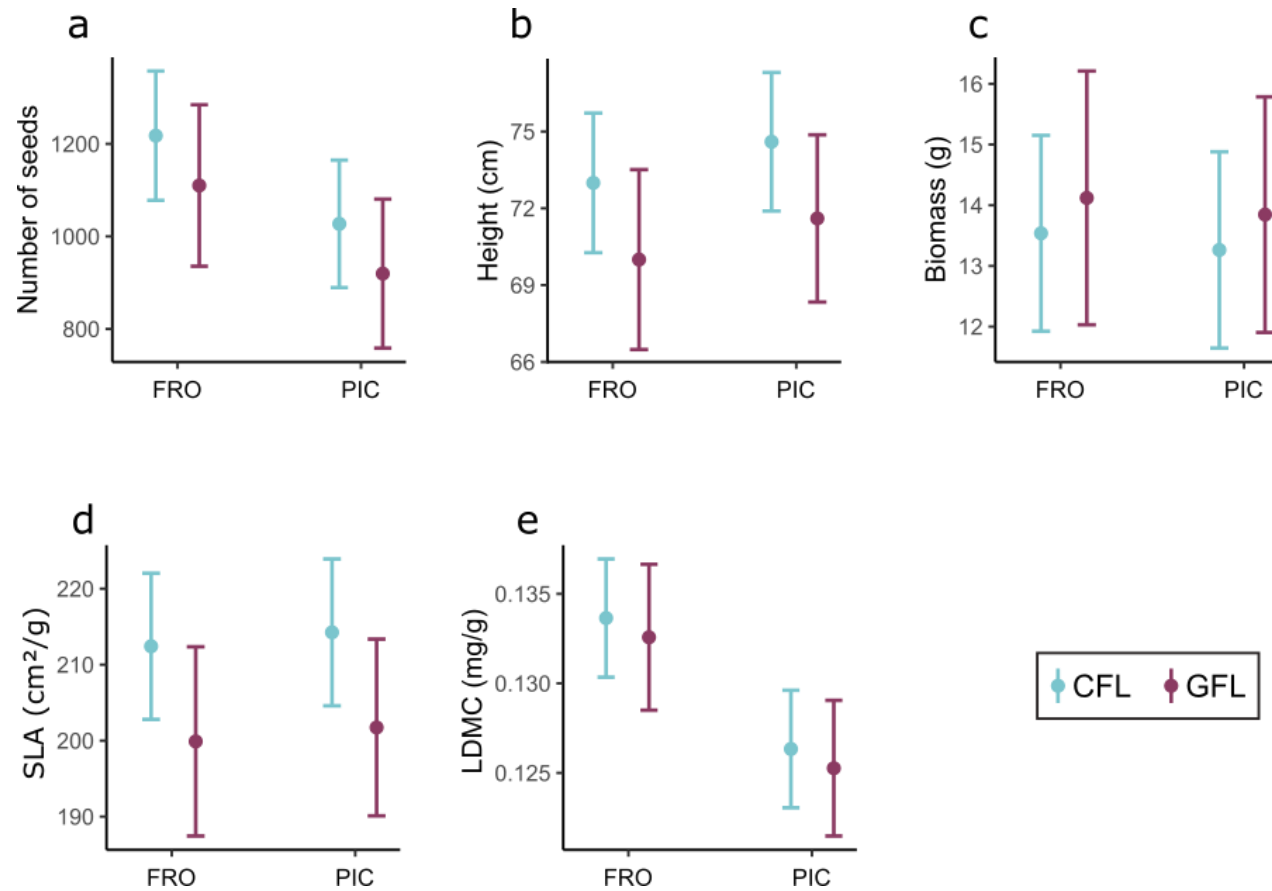 a
Number of seeds
1200
1000
800
FRO PIC
b
Height (cm)
75
72
69
66
FRO PIC
c
Biomass (g)
16
15
14
13
12
FRO PIC
d
SLA (cm²/g)
220
210
200
190
FRO PIC
e
LDMC (mg/g)
0.135
0.130
0.125
FRO PIC
CFL GFL